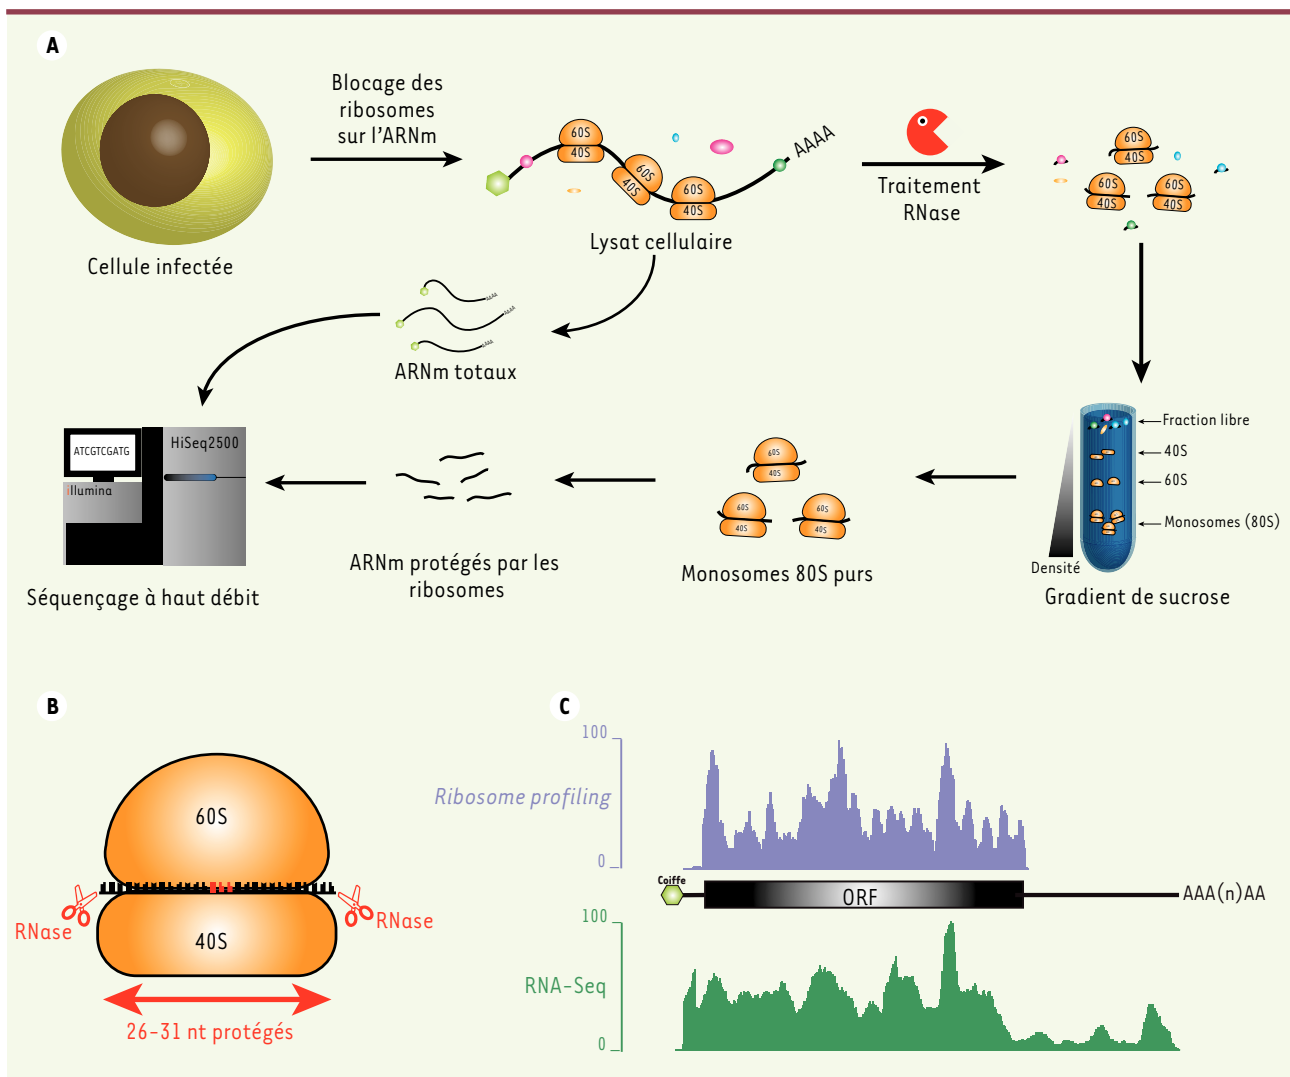 A
Blocage des
ribosomes
sur l'ARNm
Cellule infectée
60S
40S
60S
40S
60S
40S
AAAA
Lysat cellulaire
Traitement
RNase
60S
40S
60S
40S
60S
40S
AAAA
AAAA
AAAA
ARNm totaux
Fraction libre
40S
60S
Monosomes (80S)
Densité
Gradient de sucrose
60S
40S
60S
40S
60S
40S
Monosomes 80S purs
ARNm protégés par les
ribosomes
ATCGTCGATG
HiSeq2500
illumina
Séquençage à haut débit
B
60S
RNase
RNase
40S
26-31 nt protégés
C
100
Ribosome profiling
0
Coiffe
ORF
AAA(n)AA
100
RNA-Seq
0